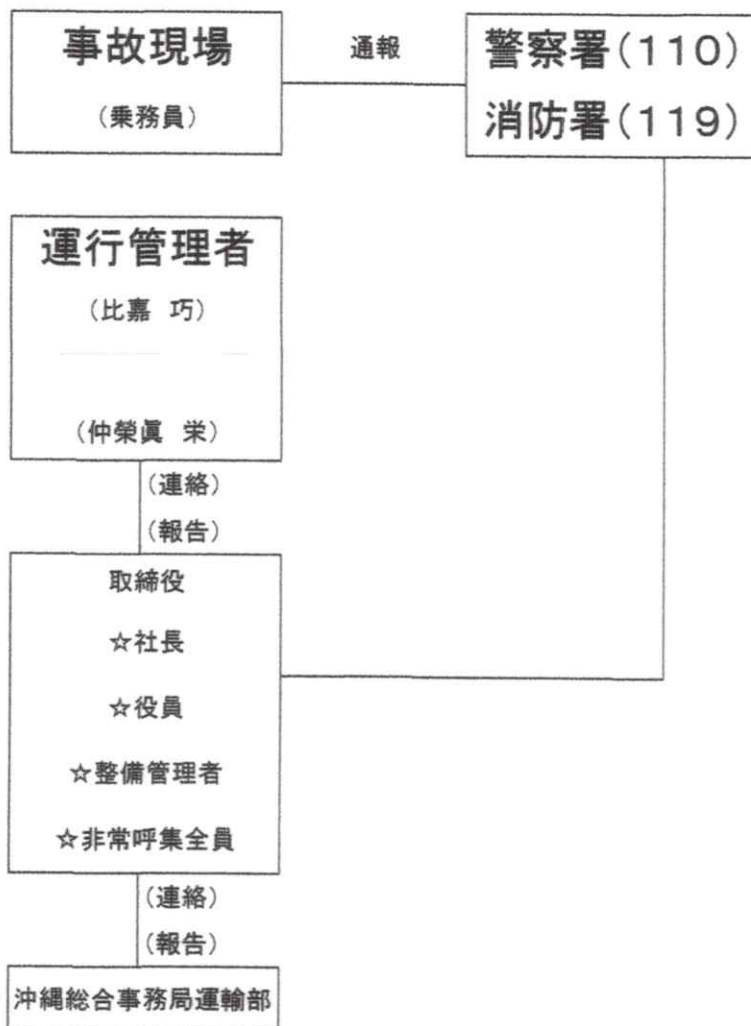 事故現場
(乗務員)
通報
警察署(110)
消防署(119)
運行管理者
(比嘉 巧)
(仲榮眞 栄)
(連絡)
(報告)
取締役
☆社長
☆役員
☆整備管理者
☆非常呼集全員
(連絡)
(報告)
沖縄総合事務局運輸部